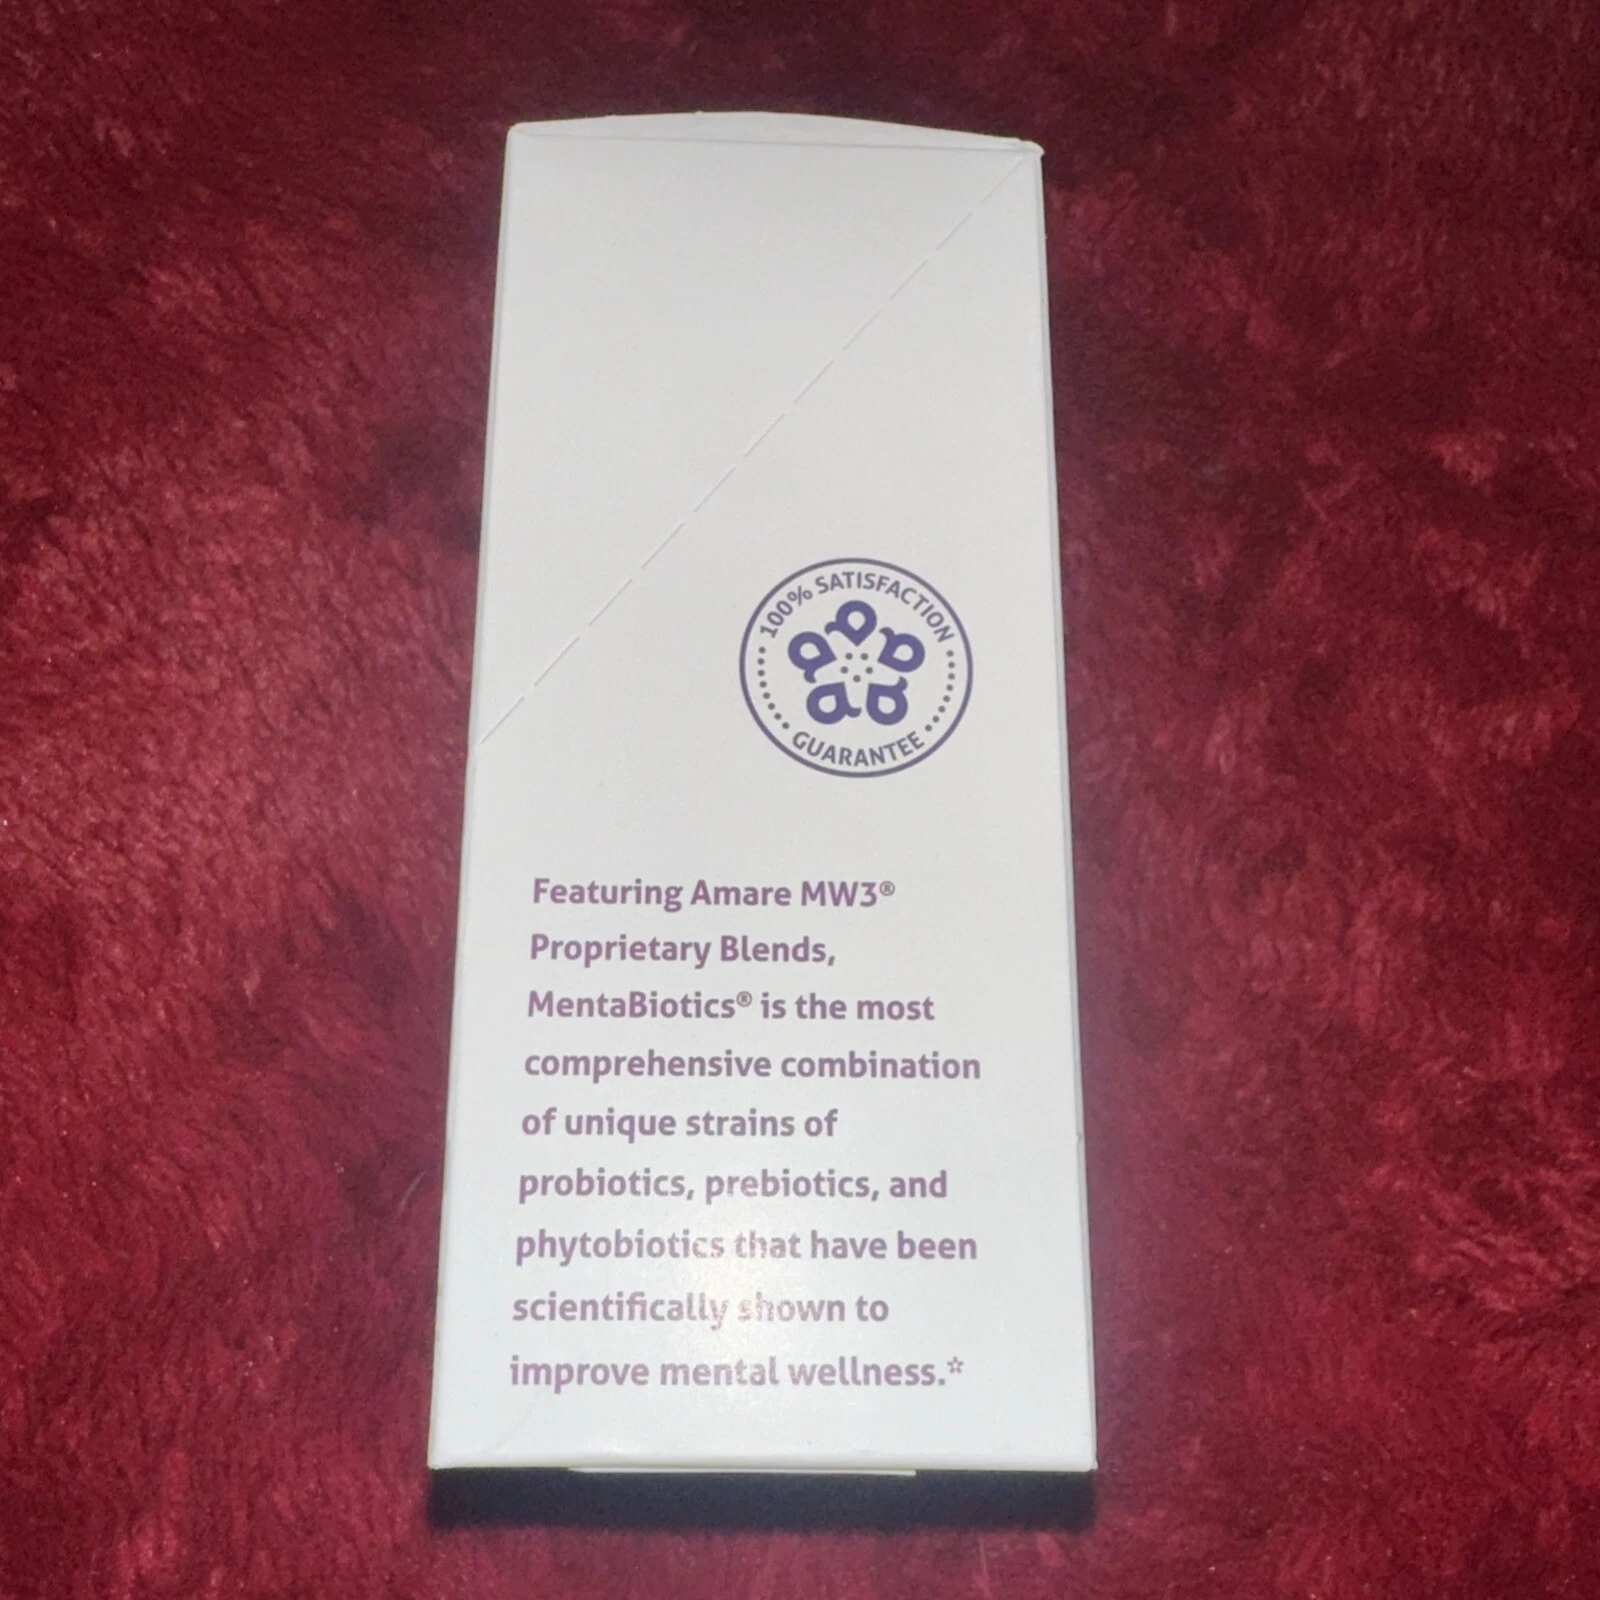 100% SATISFACTION
GUARANTEE
Featuring Amare MW3®
Proprietary Blends,
MentaBiotics® is the most
comprehensive combination
of unique strains of
probiotics, prebiotics, and
phytobiotics that have been
scientifically shown to
improve mental wellness.☆